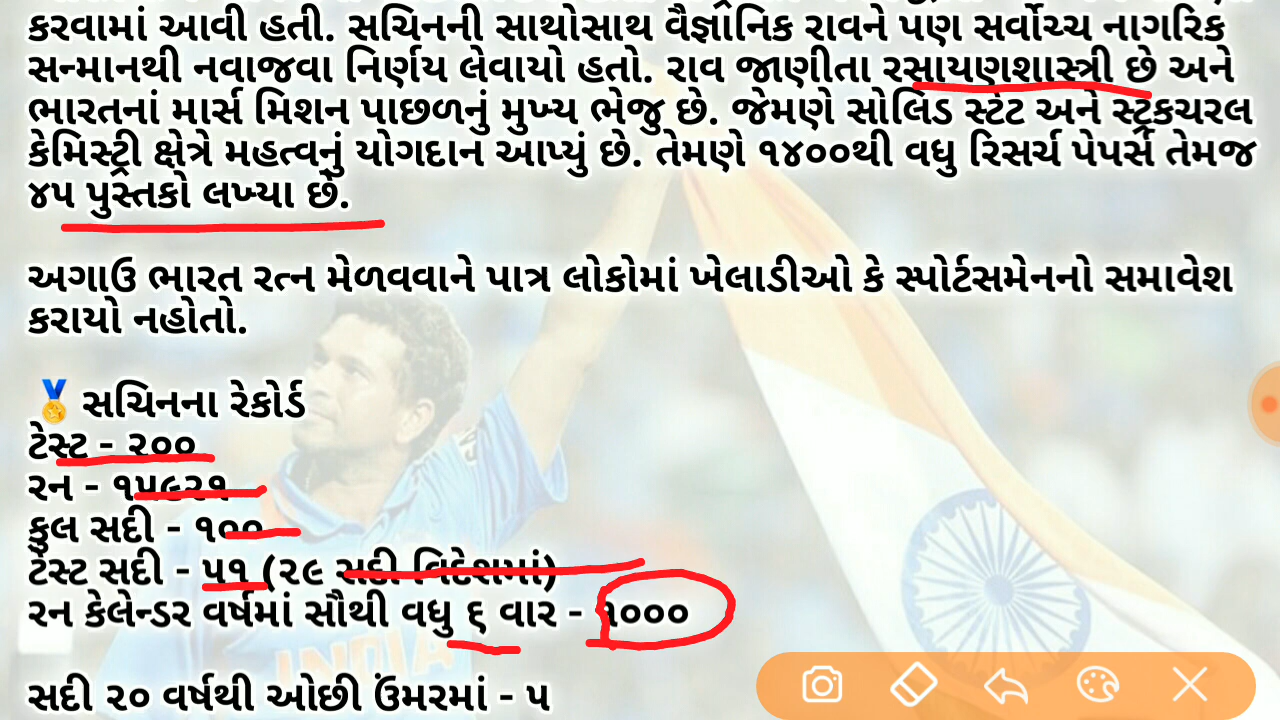 કરવામાં આવી હતી. સચિનની સાથોસાથ વૈજ્ઞાનિક રાવને પણ સર્વોચ્ચ નાગરિક
સન્માનથી નવાજવા નિર્ણય લેવાયો હતો. રાવ જાણીતા રસાયણશાસ્ત્રી છે અને
ભારતનાં માર્સ મિશન પાછળનું મુખ્ય ભેજુ છે. જેમણે સોલિડ સ્ટેટ અને સ્ટ્રકચરલ
કેમિસ્ટ્રી ક્ષેત્રે મહત્વનું યોગદાન આપ્યું છે. તેમણે ૧૪૦૦થી વધુ રિસર્ચ પેપર્સ તેમજ
૪૫ પુસ્તકો લખ્યા છે.
અગાઉ ભારત રત્ન મેળવવાને પાત્ર લોકોમાં ખેલાડીઓ કે સ્પોર્ટસમેનનો સમાવેશ
કરાયો નહોતો.
🏅 સચિનના રેકોર્ડ
ટેસ્ટ - ૨૦૦
રન - ૧૫૯૨૧
કુલ સદી - ૧૦૦
ટેસ્ટ સદી - ૫૧ (૨૯ સદી વિદેશમાં)
રન કેલેન્ડર વર્ષમાં સૌથી વધુ ૬ વાર - ૧૦૦૦
સદી ૨૦ વર્ષથી ઓછી ઉંમરમાં - ૫
INDIA